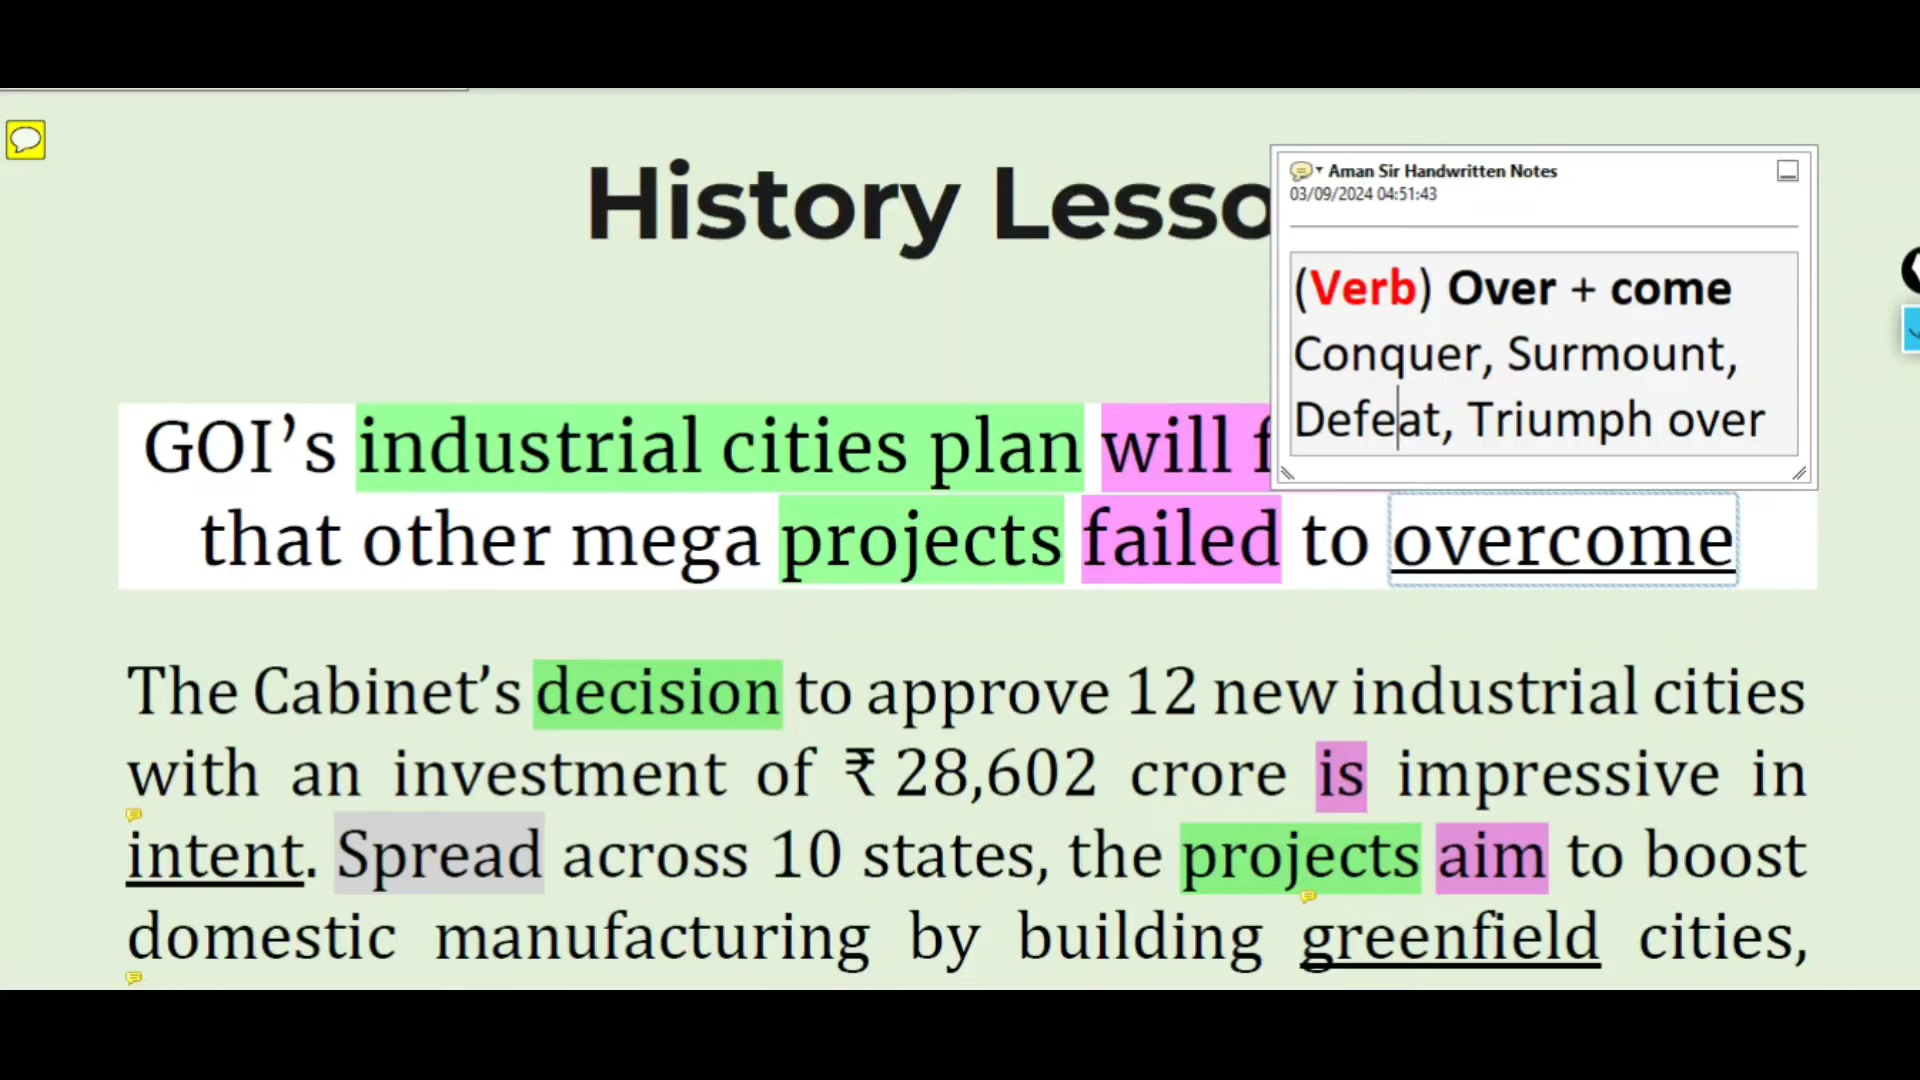 History Lesso
Aman Sir Handwritten Notes
03/09/2024 04:51:43
(Verb) Over + come
Conquer, Surmount,
Defeat, Triumph over
GOI’s industrial cities plan will f
that other mega projects failed to overcome
The Cabinet’s decision to approve 12 new industrial cities
with an investment of ₹ 28,602 crore is impressive in
intent. Spread across 10 states, the projects aim to boost
domestic manufacturing by building greenfield cities,